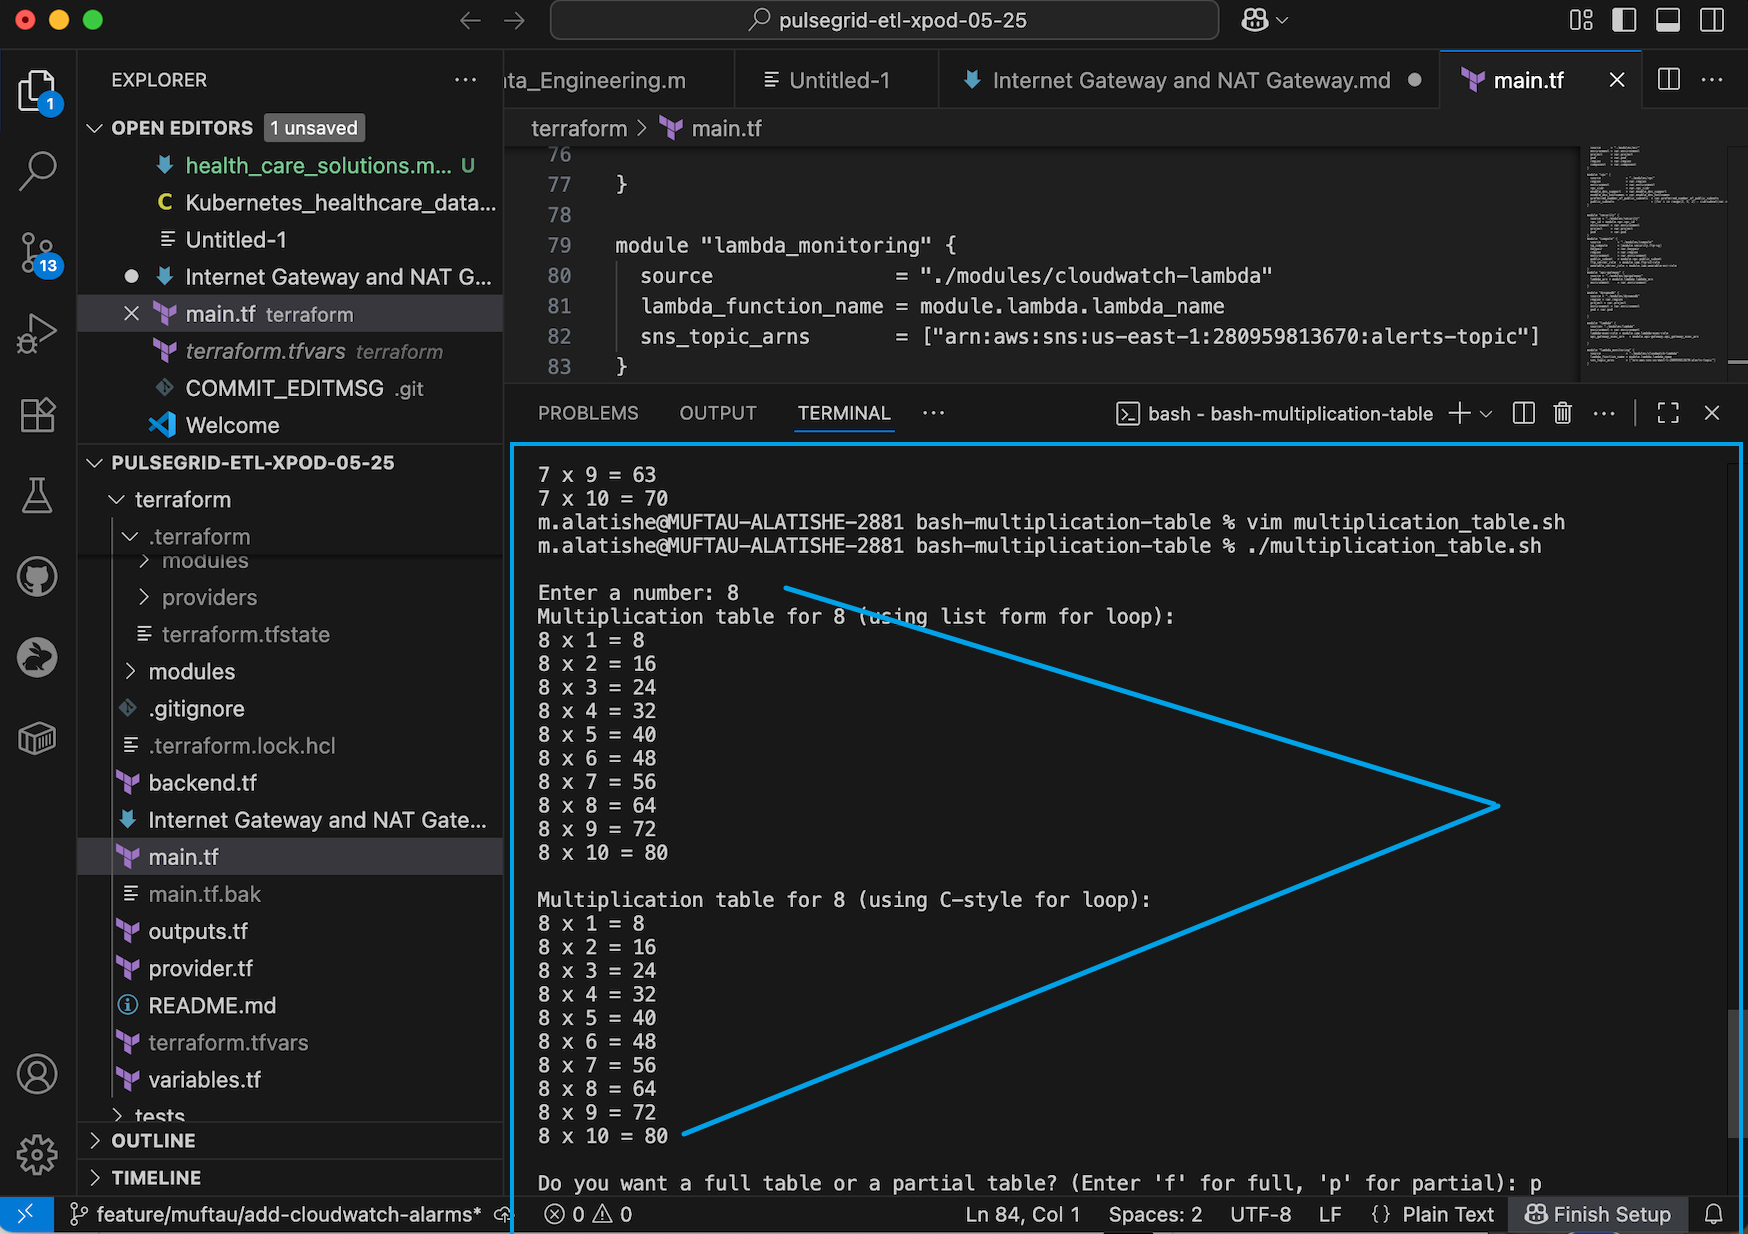 pulsegrid-etl-xpod-05-25
EXPLORER
1
OPEN EDITORS 1 unsaved
health_care_solutions.m... U
Kubernetes_healthcare_data...
Untitled-1
Internet Gateway and NAT G...
main.tf terraform
terraform.tfvars terraform
COMMIT_EDITMSG .git
Welcome
13
PULSEGRID-ETL-XPOD-05-25
terraform
.terraform
modules
providers
terraform.tfstate
modules
.gitignore
.terraform.lock.hcl
backend.tf
Internet Gateway and NAT Gate...
main.tf
main.tf.bak
outputs.tf
provider.tf
README.md
terraform.tfvars
variables.tf
tests
OUTLINE
TIMELINE
ta_Engineering.m
Untitled-1
Internet Gateway and NAT Gateway.md
main.tf
terraform > main.tf
76
77 }
78
79 module "lambda_monitoring" {
80 source = "./modules/cloudwatch-lambda"
81 lambda_function_name = module.lambda.lambda_name
82 sns_topic_arns = ["arn:aws:sns:us-east-1:280959813670:alerts-topic"]
83 }
PROBLEMS OUTPUT TERMINAL ···
bash - bash-multiplication-table
7 x 9 = 63
7 x 10 = 70
m.alatishe@MUFTAU-ALATISHE-2881 bash-multiplication-table % vim multiplication_table.sh
m.alatishe@MUFTAU-ALATISHE-2881 bash-multiplication-table % ./multiplication_table.sh
Enter a number: 8
Multiplication table for 8 (using list form for loop):
8 x 1 = 8
8 x 2 = 16
8 x 3 = 24
8 x 4 = 32
8 x 5 = 40
8 x 6 = 48
8 x 7 = 56
8 x 8 = 64
8 x 9 = 72
8 x 10 = 80
Multiplication table for 8 (using C-style for loop):
8 x 1 = 8
8 x 2 = 16
8 x 3 = 24
8 x 4 = 32
8 x 5 = 40
8 x 6 = 48
8 x 7 = 56
8 x 8 = 64
8 x 9 = 72
8 x 10 = 80
Do you want a full table or a partial table? (Enter 'f' for full, 'p' for partial): p
feature/muftau/add-cloudwatch-alarms* 0 0 Ln 84, Col 1 Spaces: 2 UTF-8 LF {} Plain Text Finish Setup